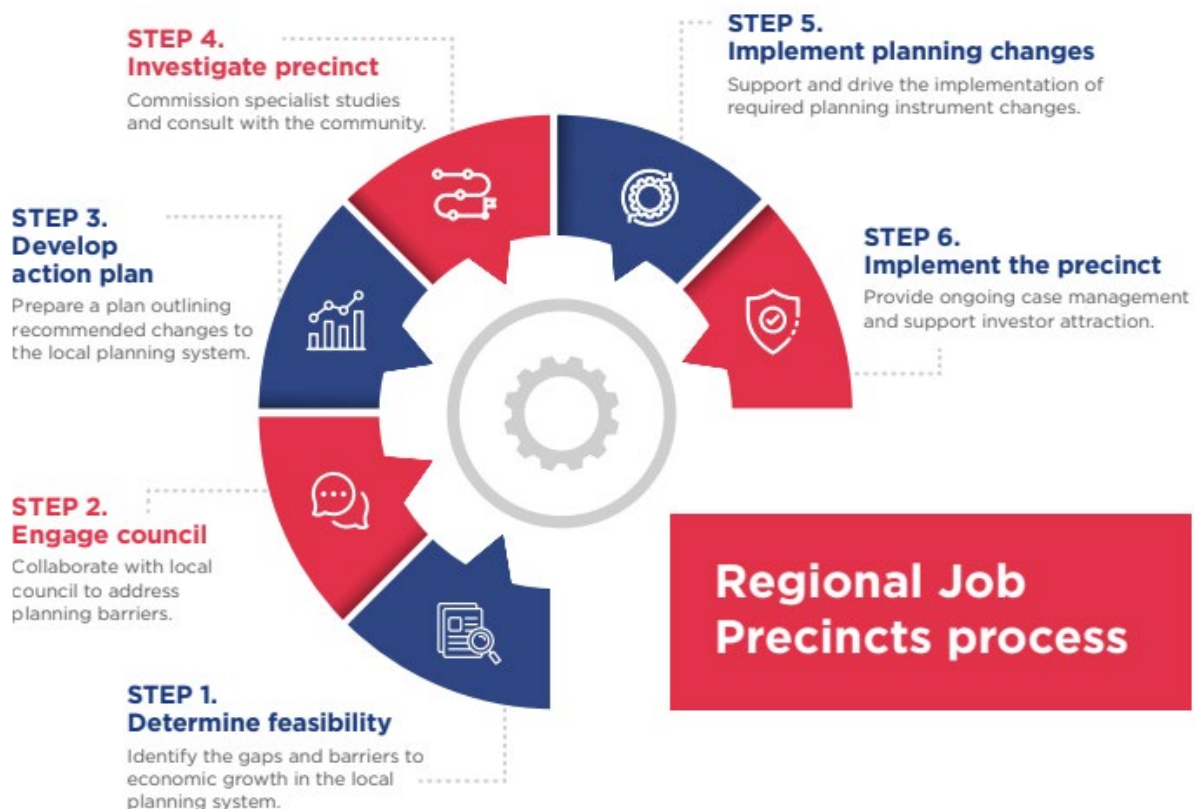 STEP 4.
Investigate precinct
Commission specialist studies
and consult with the community.
STEP 5.
Implement planning changes
Support and drive the implementation of
required planning instrument changes.
STEP 3.
Develop
action plan
Prepare a plan outlining
recommended changes to
the local planning system.
STEP 6.
Implement the precinct
Provide ongoing case management
and support investor attraction.
STEP 2.
Engage council
Collaborate with local
council to address
planning barriers.
Regional Job
Precincts process
STEP 1.
Determine feasibility
Identify the gaps and barriers to
economic growth in the local
planning system.